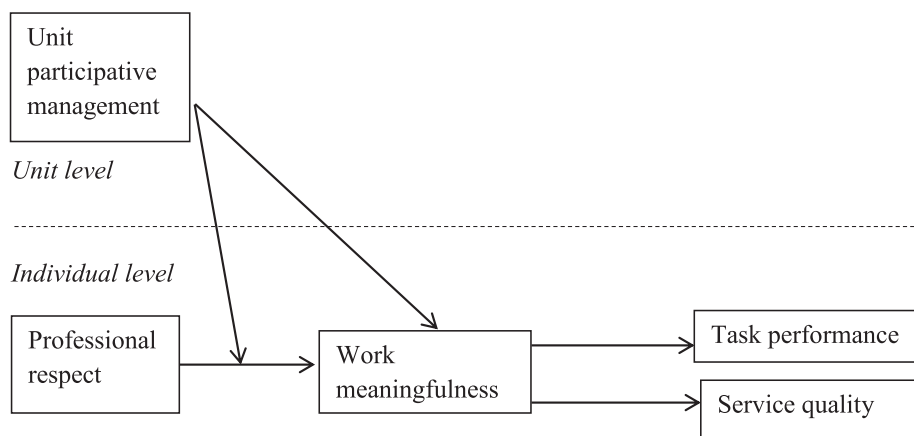 Unit
participative
management
Unit level
Individual level
Professional
respect
Work
meaningfulness
Task performance
Service quality